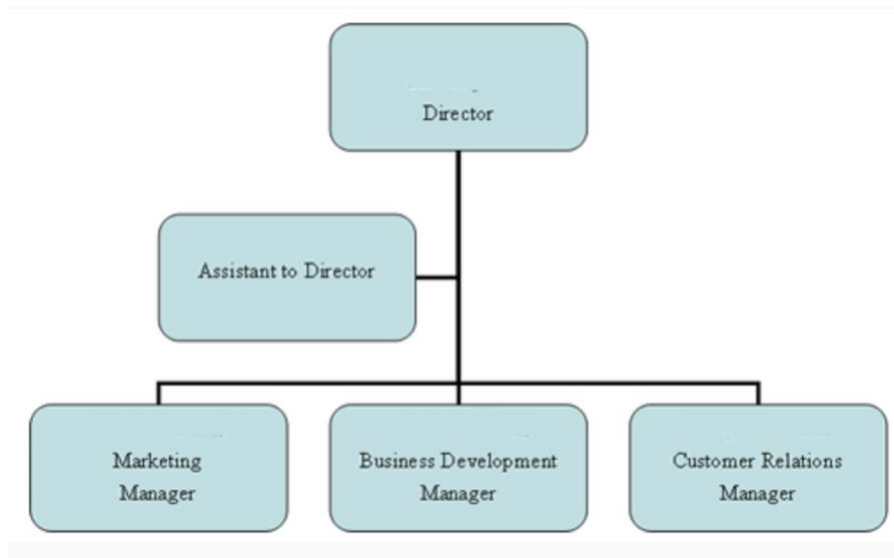 Director
Assistant to Director
Marketing
Manager
Business Development
Manager
Customer Relations
Manager